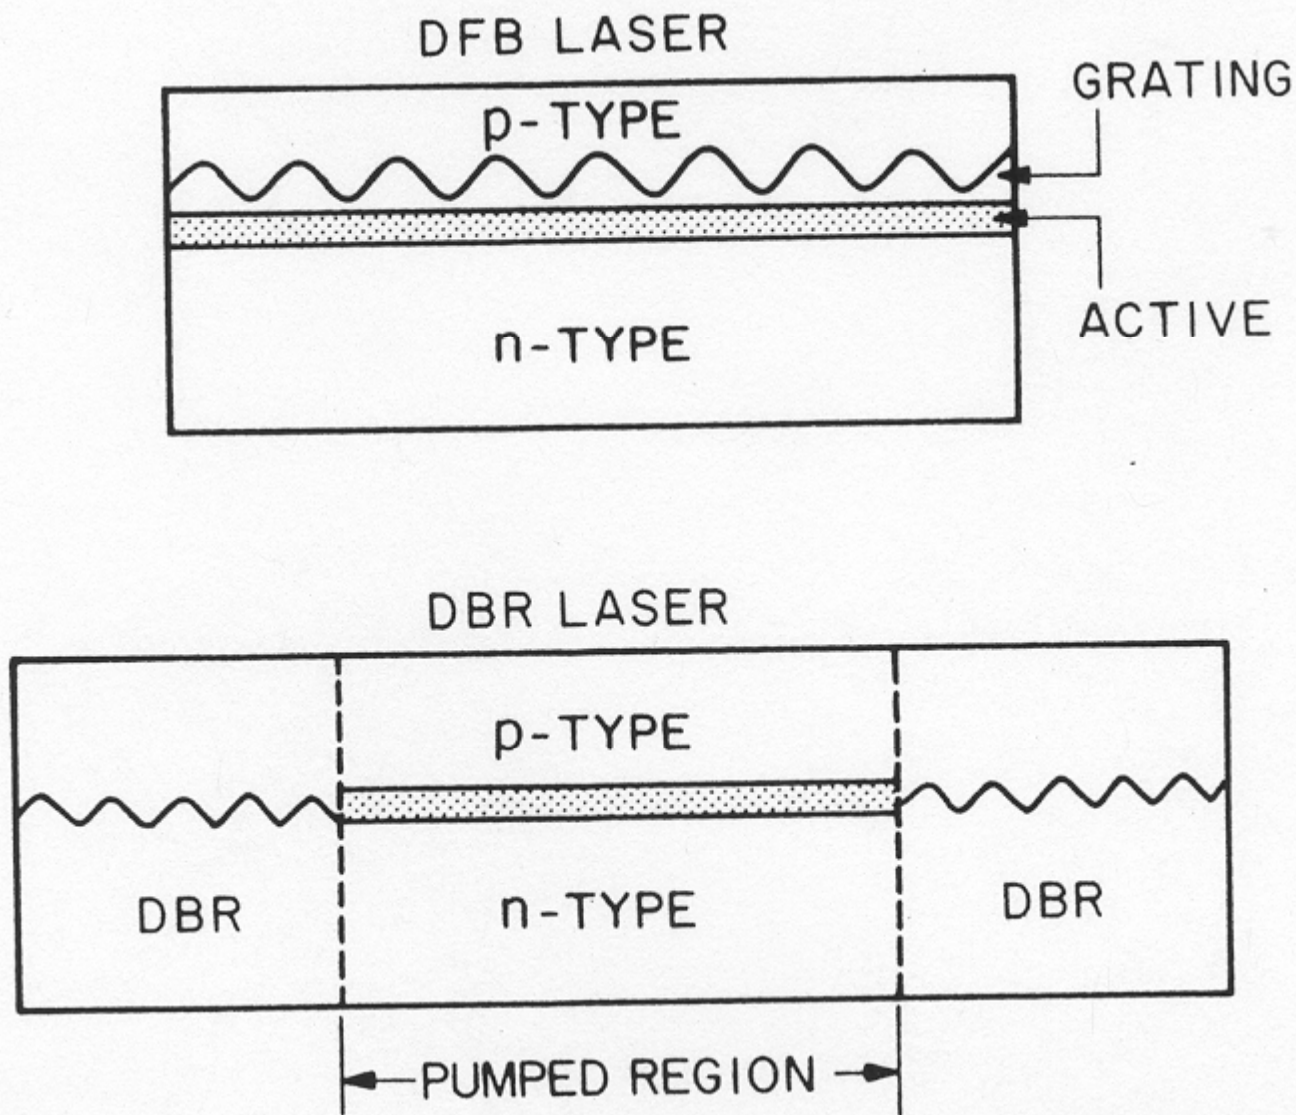 DFB LASER
GRATING
p-TYPE
ACTIVE
n-TYPE
DBR LASER
p-TYPE
DBR
n-TYPE
DBR
PUMPED REGION